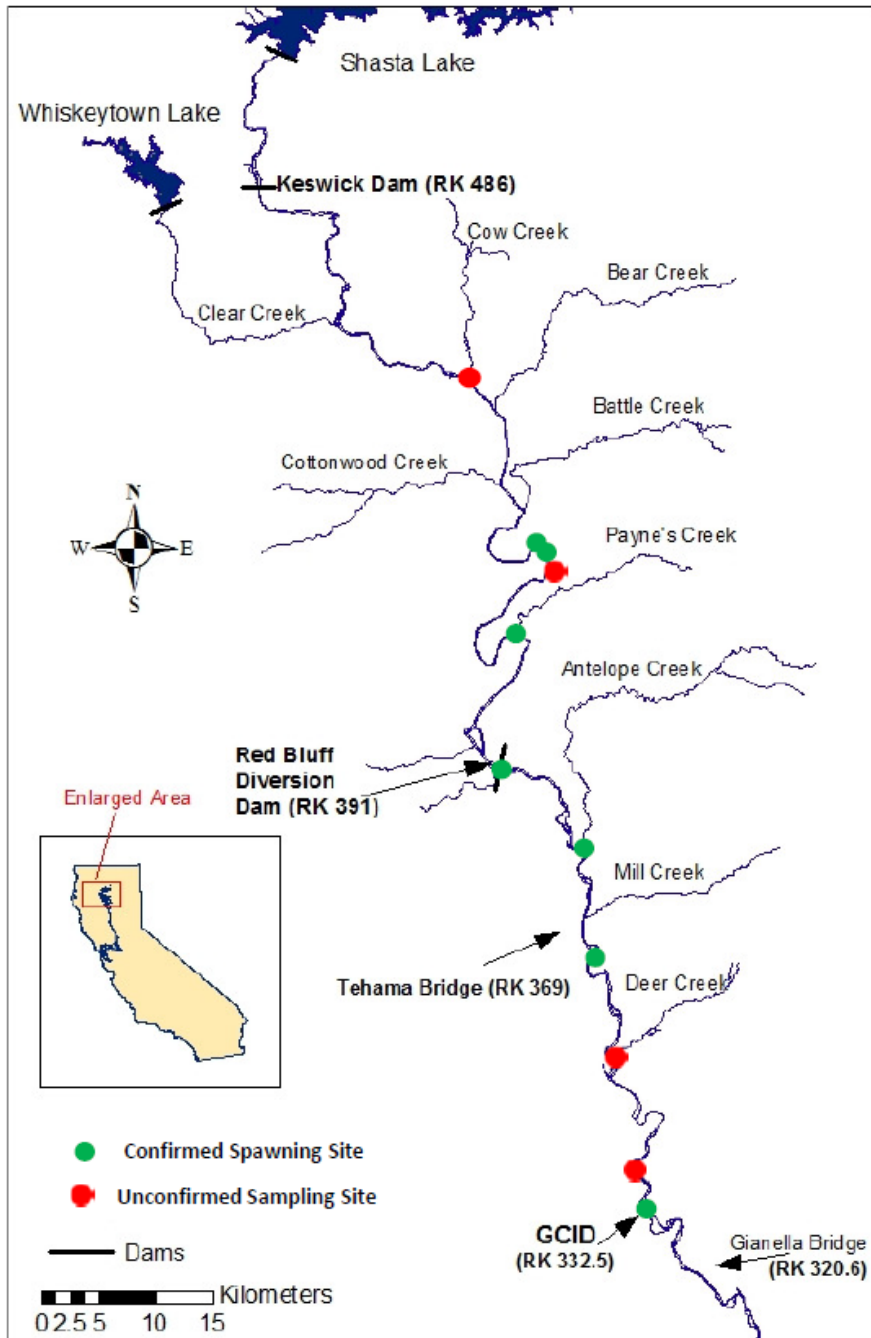 Shasta Lake
Whiskeytown Lake
Keswick Dam (RK 486)
Cow Creek
Bear Creek
Clear Creek
Battle Creek
Cottonwood Creek
N
W
E
S
Payne's Creek
Antelope Creek
Red Bluff
Diversion
Dam (RK 391)
Enlarged Area
Mill Creek
Tehama Bridge (RK 369)
Deer Creek
Confirmed Spawning Site
Unconfirmed Sampling Site
GCID
(RK 332.5)
Gianella Bridge
(RK 320.6)
Dams
Kilometers
02.5 5 10 15